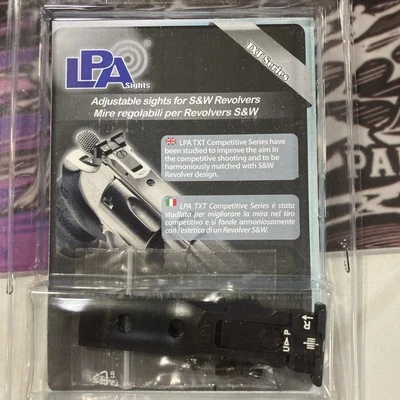 LPA
Sights
TXT Series
Adjustable sights for S&W Revolvers
Mire regolabili per Revolvers S&W
LPA TXT Competitive Series have
been studied to improve the aim in
the competitive shooting and to be
harmoniously matched with S&W
Revolver design.
LPA TXT Competitive Series è stata
studiata per migliorare la mira nel tiro
competitivo e si fonde armoniosamente
con l'estetica di un Revolver S&W.
UP
R